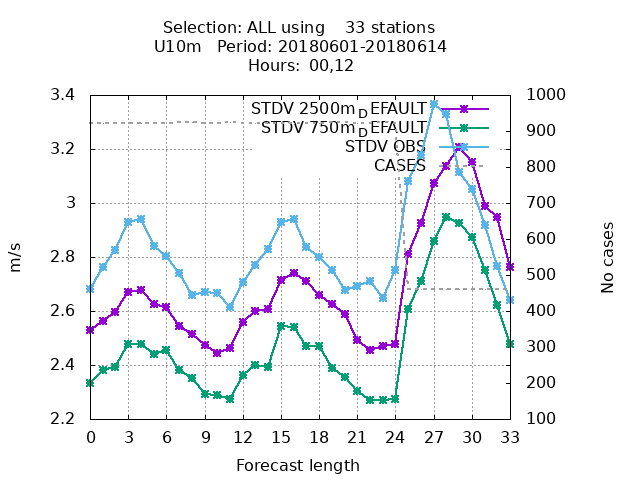 Selection: ALL using    33 stations
U10m   Period: 20180601-20180614
Hours:  00,12
STDV 2500m_DEFAULT
STDV 750m_DEFAULT
STDV OBS
CASES
3.4
3.2
3
2.8
2.6
2.4
2.2
m/s
1000
900
800
700
600
500
400
300
200
100
No cases
0 3 6 9 12 15 18 21 24 27 30 33
Forecast length